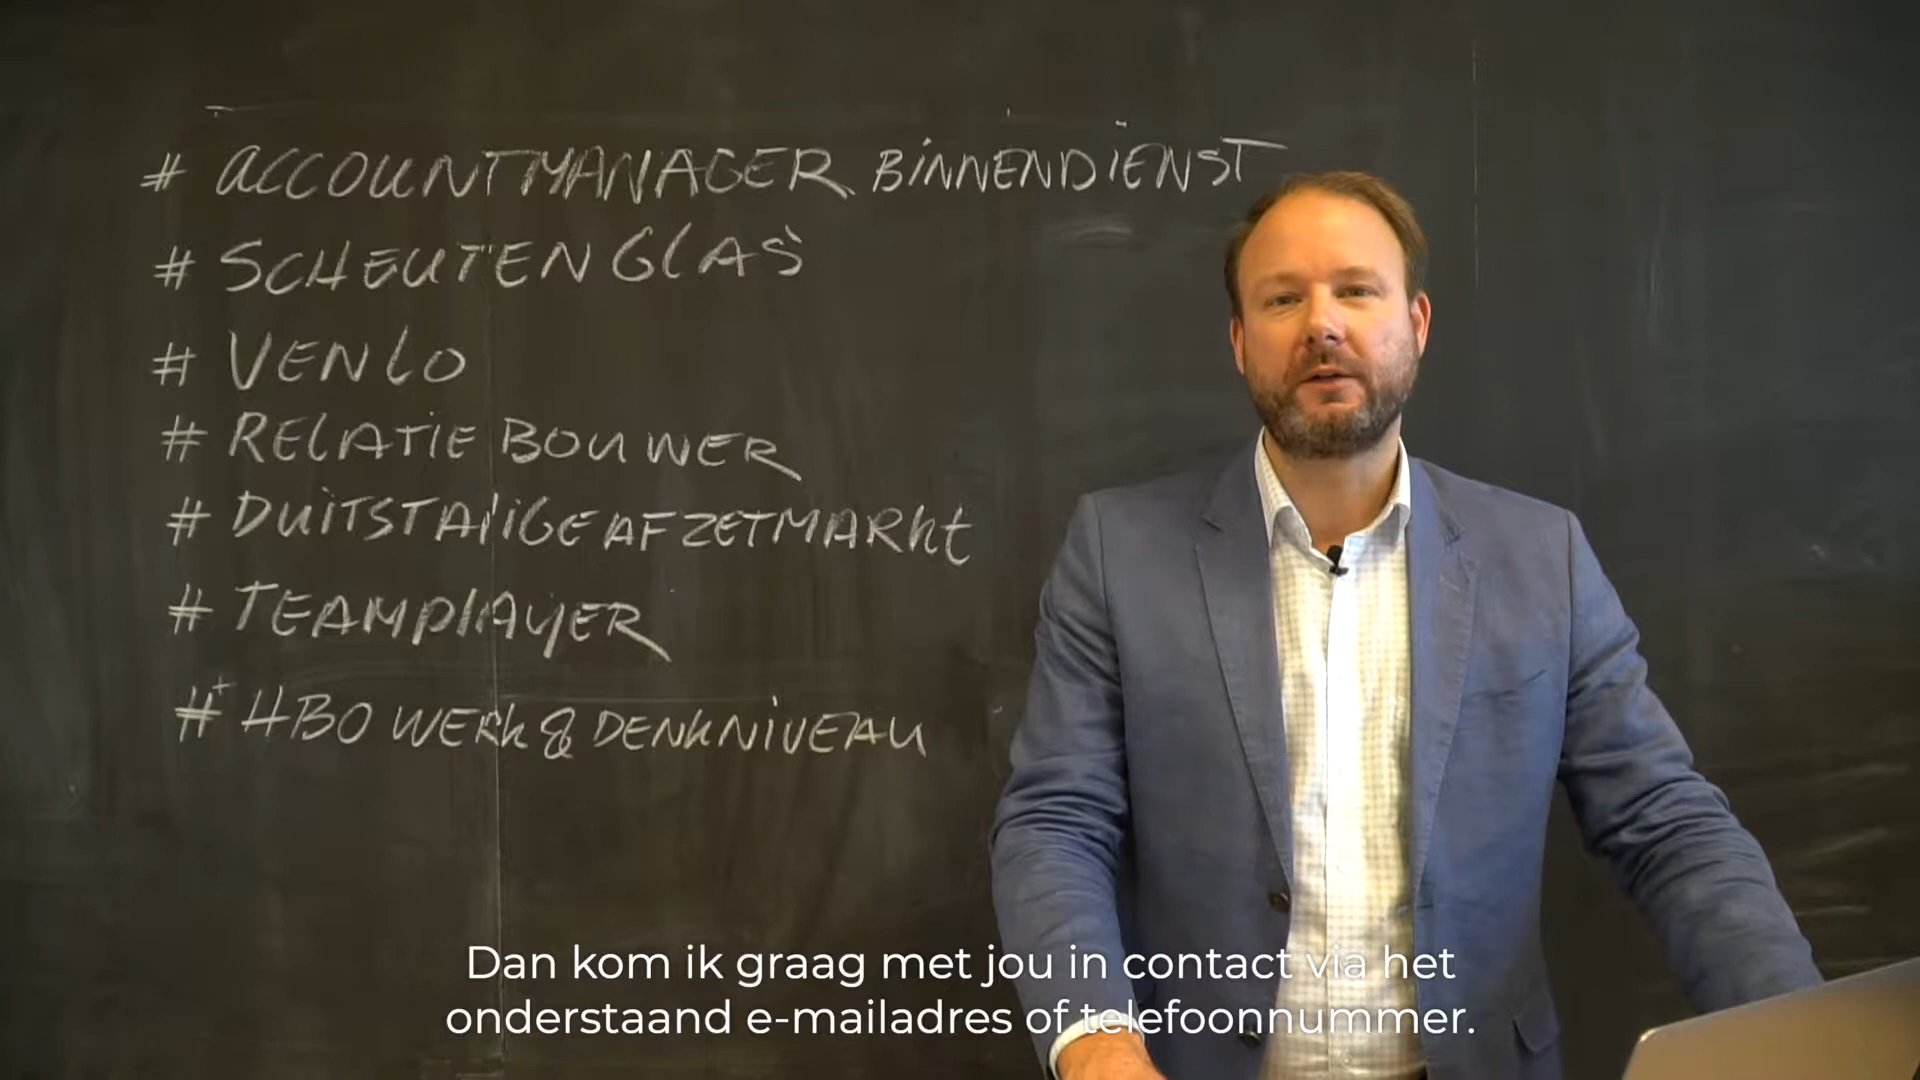 # ACCOUNTMANAGER BINNENDIENST
# SCHEUTEN GLAS
# VENLO
# RELATIE BOUWER
# DUITSTALIGE AFZETMARKT
# TEAMPLAYER
# HBO WERK & DENKNIVEAU
Dan kom ik graag met jou in contact via het
onderstaand e-mailadres of telefoonnummer.